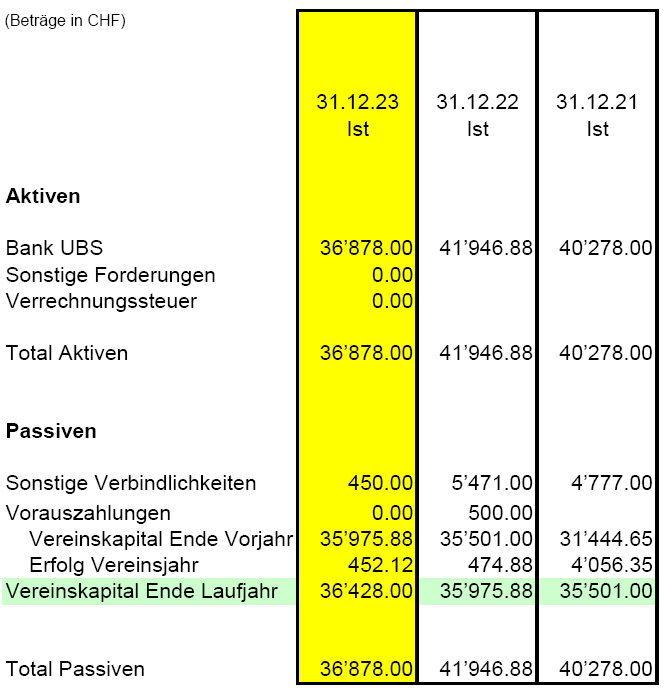 (Beträge in CHF)
31.12.23 31.12.22 31.12.21
Ist Ist Ist
Aktiven
Bank UBS 36’878.00 41’946.88 40’278.00
Sonstige Forderungen 0.00
Verrechnungssteuer 0.00
Total Aktiven 36’878.00 41’946.88 40’278.00
Passiven
Sonstige Verbindlichkeiten 450.00 5’471.00 4’777.00
Vorauszahlungen 0.00 500.00
Vereinskapital Ende Vorjahr 35’975.88 35’501.00 31’444.65
Erfolg Vereinsjahr 452.12 474.88 4’056.35
Vereinskapital Ende Laufjahr 36’428.00 35’975.88 35’501.00
Total Passiven 36’878.00 41’946.88 40’278.00